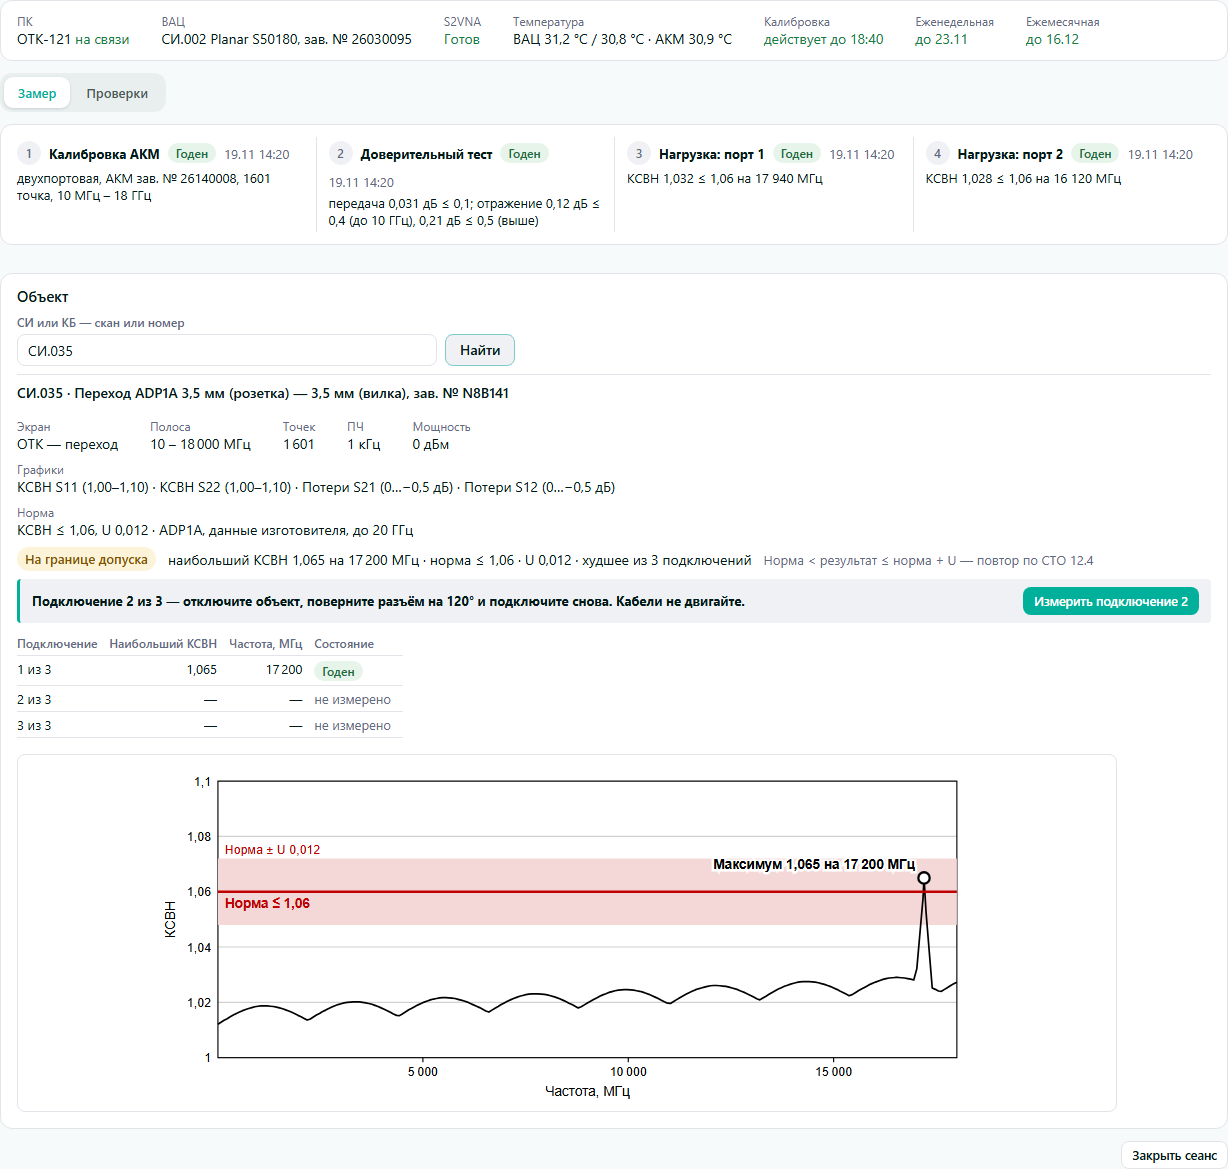 ПК
ОТК-121 на связи
ВАЦ
СИ.002 Planar S50180, зав. № 26030095
S2VNA
Готов
Температура
ВАЦ 31,2 °C / 30,8 °C · АКМ 30,9 °C
Калибровка
действует до 18:40
Еженедельная
до 23.11
Ежемесячная
до 16.12
Замер
Проверки
1 Калибровка АКМ Годен 19.11 14:20
двухпортовая, АКМ зав. № 26140008, 1601
точка, 10 МГц – 18 ГГц
2 Доверительный тест Годен
19.11 14:20
передача 0,031 дБ ≤ 0,1; отражение 0,12 дБ ≤
0,4 (до 10 ГГц), 0,21 дБ ≤ 0,5 (выше)
3 Нагрузка: порт 1 Годен 19.11 14:20
КСВН 1,032 ≤ 1,06 на 17 940 МГц
4 Нагрузка: порт 2 Годен 19.11 14:20
КСВН 1,028 ≤ 1,06 на 16 120 МГц
Объект
СИ или КБ — скан или номер
СИ.035
Найти
СИ.035 · Переход ADP1A 3,5 мм (розетка) — 3,5 мм (вилка), зав. № N8B141
Экран
ОТК — переход
Полоса
10 – 18 000 МГц
Точек
1 601
ПЧ
1 кГц
Мощность
0 дБм
Графики
КСВН S11 (1,00–1,10) · КСВН S22 (1,00–1,10) · Потери S21 (0…−0,5 дБ) · Потери S12 (0…−0,5 дБ)
Норма
КСВН ≤ 1,06, U 0,012 · ADP1A, данные изготовителя, до 20 ГГц
На границе допуска наибольший КСВН 1,065 на 17 200 МГц · норма ≤ 1,06 · U 0,012 · худшее из 3 подключений Норма < результат ≤ норма + U — повтор по СТО 12.4
Подключение 2 из 3 — отключите объект, поверните разъём на 120° и подключите снова. Кабели не двигайте.
Измерить подключение 2
Подключение Наибольший КСВН Частота, МГц Состояние
1 из 3 1,065 17 200 Годен
2 из 3 — — не измерено
3 из 3 — — не измерено
1,1
1,08
Норма ± U 0,012
Максимум 1,065 на 17 200 МГц
1,06
Норма ≤ 1,06
КСВН
1,04
1,02
1
5 000 10 000 15 000
Частота, МГц
Закрыть сеанс